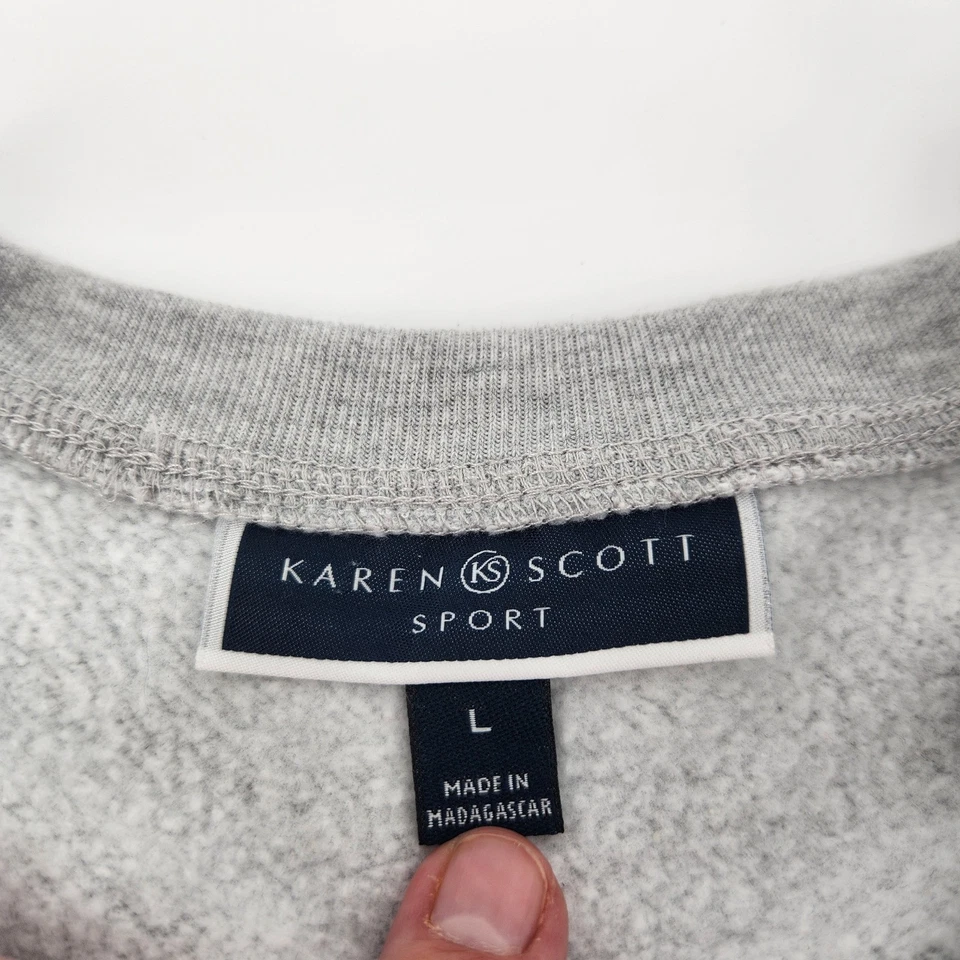 KAREN KS SCOTT
SPORT
L
MADE IN
MADAGASCAR